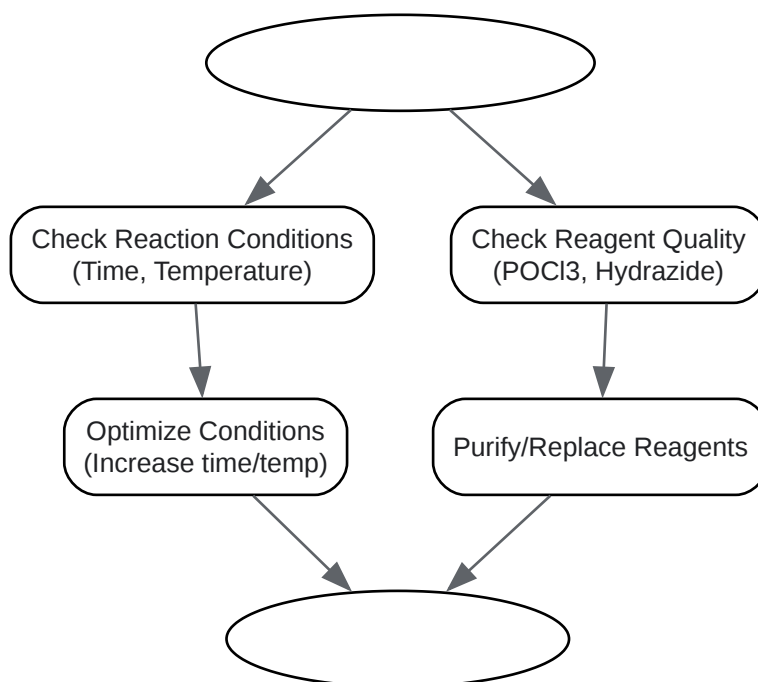 Check Reaction Conditions
(Time, Temperature)
Check Reagent Quality
(POCl3, Hydrazide)
Optimize Conditions
(Increase time/temp)
Purify/Replace Reagents